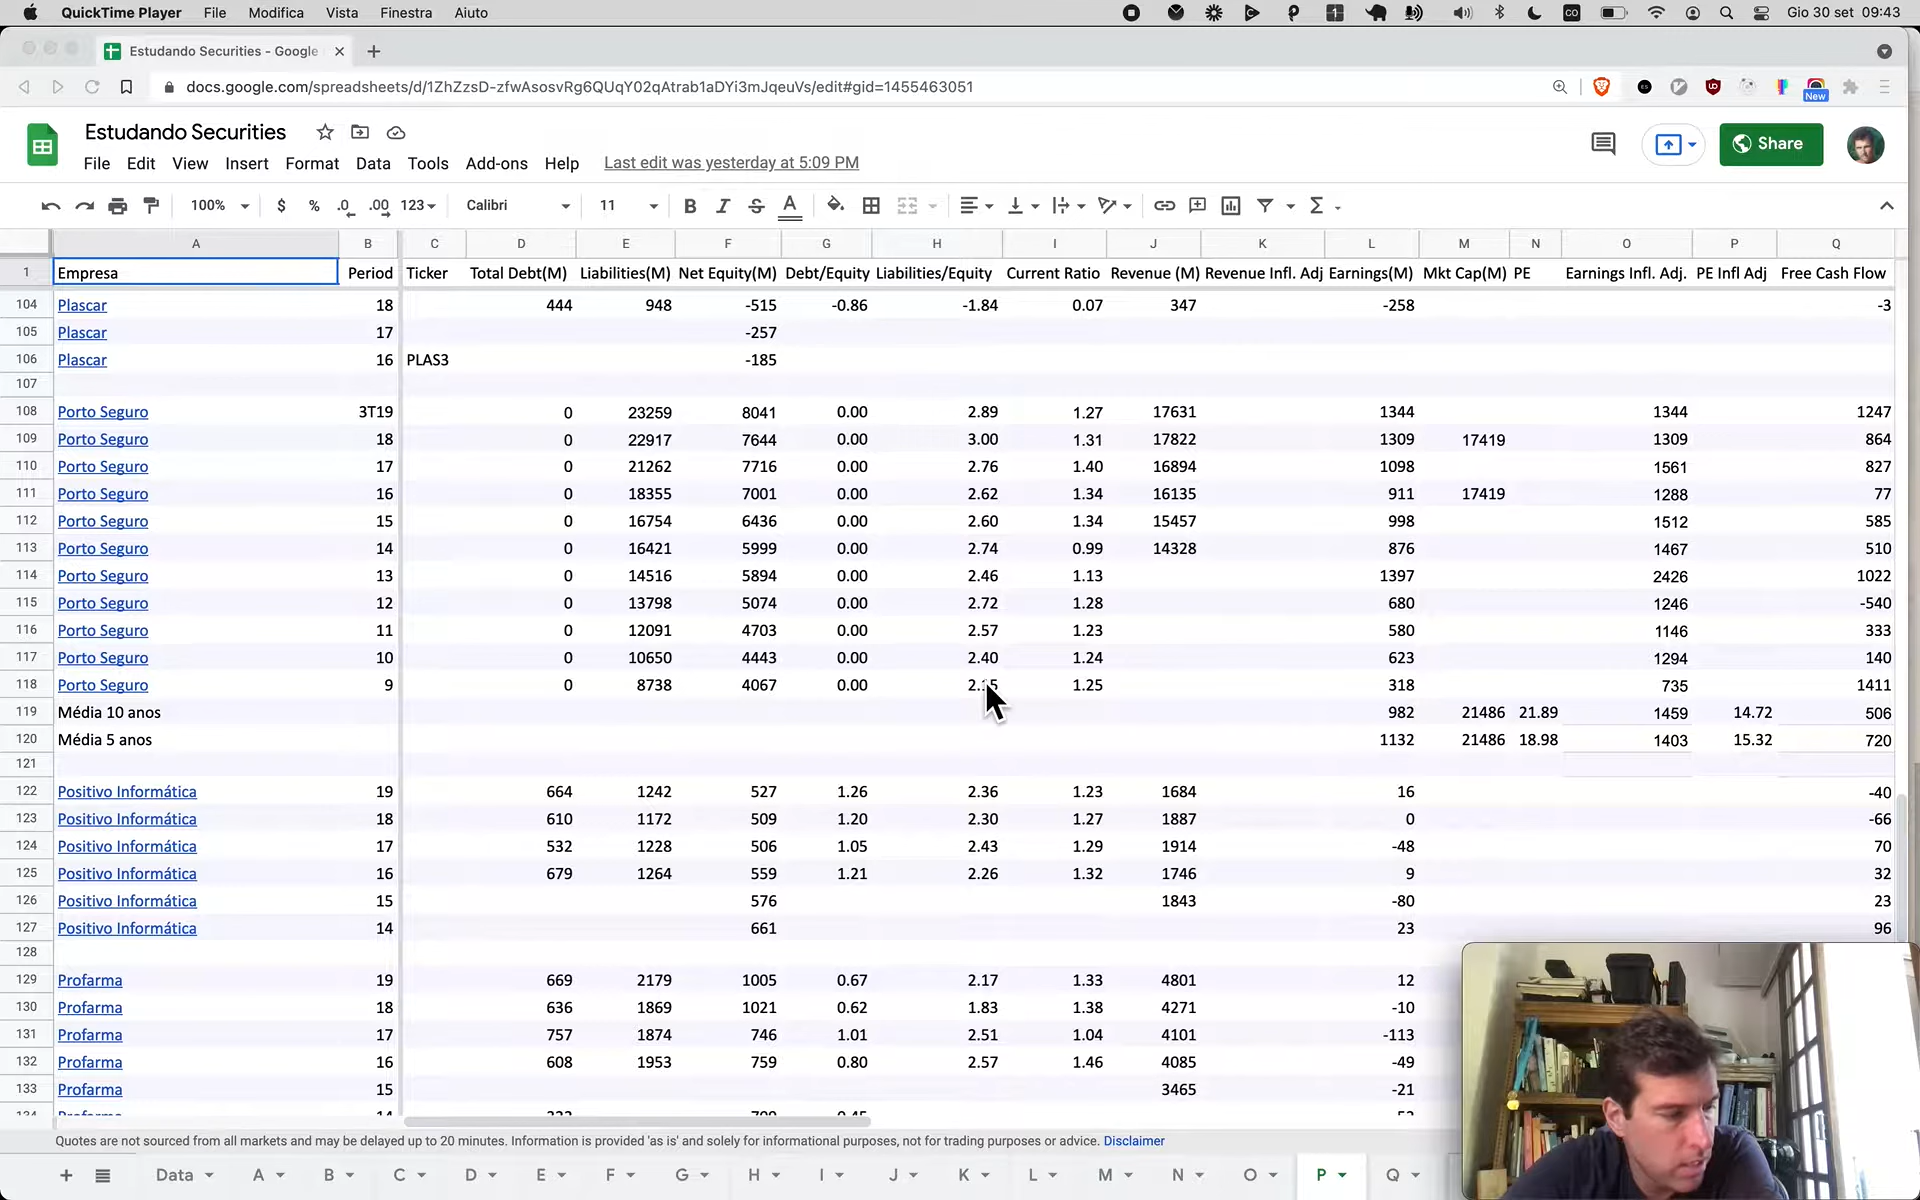 QuickTime Player File Modifica Vista Finestra Aiuto Gio 30 set 09:43
Estudando Securities - Google
docs.google.com/spreadsheets/d/1ZhZzsD-zfwAsosvRg6QUqY02qAtrab1aDYi3mJqeuVs/edit#gid=1455463051
New
Estudando Securities Share
File Edit View Insert Format Data Tools Add-ons Help Last edit was yesterday at 5:09 PM
100% $ % .0 .00 123 Calibri 11 B I S A
A B C D E F G H I J K L M N O P Q
1 Empresa Period Ticker Total Debt(M) Liabilities(M) Net Equity(M) Debt/Equity Liabilities/Equity Current Ratio Revenue (M) Revenue Infl. Adj Earnings(M) Mkt Cap(M) PE Earnings Infl. Adj. PE Infl Adj Free Cash Flow
104 Plascar 18 444 948 -515 -0.86 -1.84 0.07 347 -258 -3
105 Plascar 17 -257
106 Plascar 16 PLAS3 -185
107
108 Porto Seguro 3T19 0 23259 8041 0.00 2.89 1.27 17631 1344 1344 1247
109 Porto Seguro 18 0 22917 7644 0.00 3.00 1.31 17822 1309 17419 1309 864
110 Porto Seguro 17 0 21262 7716 0.00 2.76 1.40 16894 1098 1561 827
111 Porto Seguro 16 0 18355 7001 0.00 2.62 1.34 16135 911 17419 1288 77
112 Porto Seguro 15 0 16754 6436 0.00 2.60 1.34 15457 998 1512 585
113 Porto Seguro 14 0 16421 5999 0.00 2.74 0.99 14328 876 1467 510
114 Porto Seguro 13 0 14516 5894 0.00 2.46 1.13 1397 2426 1022
115 Porto Seguro 12 0 13798 5074 0.00 2.72 1.28 680 1246 -540
116 Porto Seguro 11 0 12091 4703 0.00 2.57 1.23 580 1146 333
117 Porto Seguro 10 0 10650 4443 0.00 2.40 1.24 623 1294 140
118 Porto Seguro 9 0 8738 4067 0.00 1.25 318 735 1411
119 Média 10 anos 982 21486 21.89 1459 14.72 506
120 Média 5 anos 1132 21486 18.98 1403 15.32 720
121
122 Positivo Informática 19 664 1242 527 1.26 2.36 1.23 1684 16 -40
123 Positivo Informática 18 610 1172 509 1.20 2.30 1.27 1887 0 -66
124 Positivo Informática 17 532 1228 506 1.05 2.43 1.29 1914 -48 70
125 Positivo Informática 16 679 1264 559 1.21 2.26 1.32 1746 9 32
126 Positivo Informática 15 576 1843 -80 23
127 Positivo Informática 14 661 23 96
128
129 Profarma 19 669 2179 1005 0.67 2.17 1.33 4801 12
130 Profarma 18 636 1869 1021 0.62 1.83 1.38 4271 -10
131 Profarma 17 757 1874 746 1.01 2.51 1.04 4101 -113
132 Profarma 16 608 1953 759 0.80 2.57 1.46 4085 -49
133 Profarma 15 3465 -21
Quotes are not sourced from all markets and may be delayed up to 20 minutes. Information is provided 'as is' and solely for informational purposes, not for trading purposes or advice. Disclaimer
+ Data A B C D E F G H I J K L M N O P Q